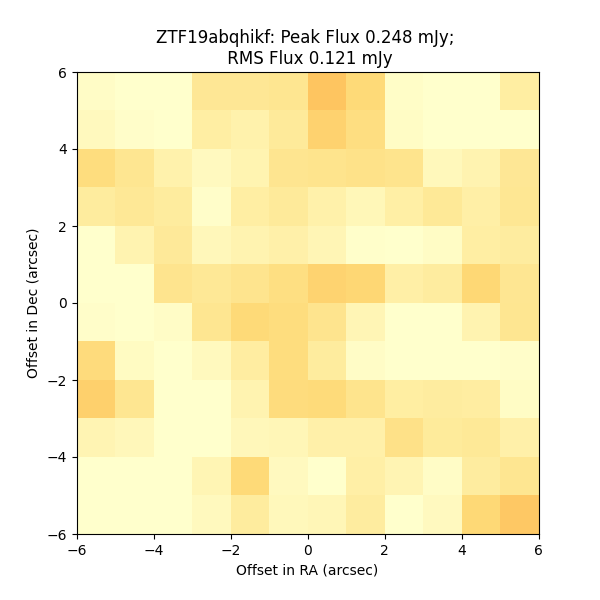 ZTF19abqhikf: Peak Flux 0.248 mJy;
RMS Flux 0.121 mJy
6
4
2
0
−2
−4
−6
Offset in Dec (arcsec)
−6 −4 −2 0 2 4 6
Offset in RA (arcsec)